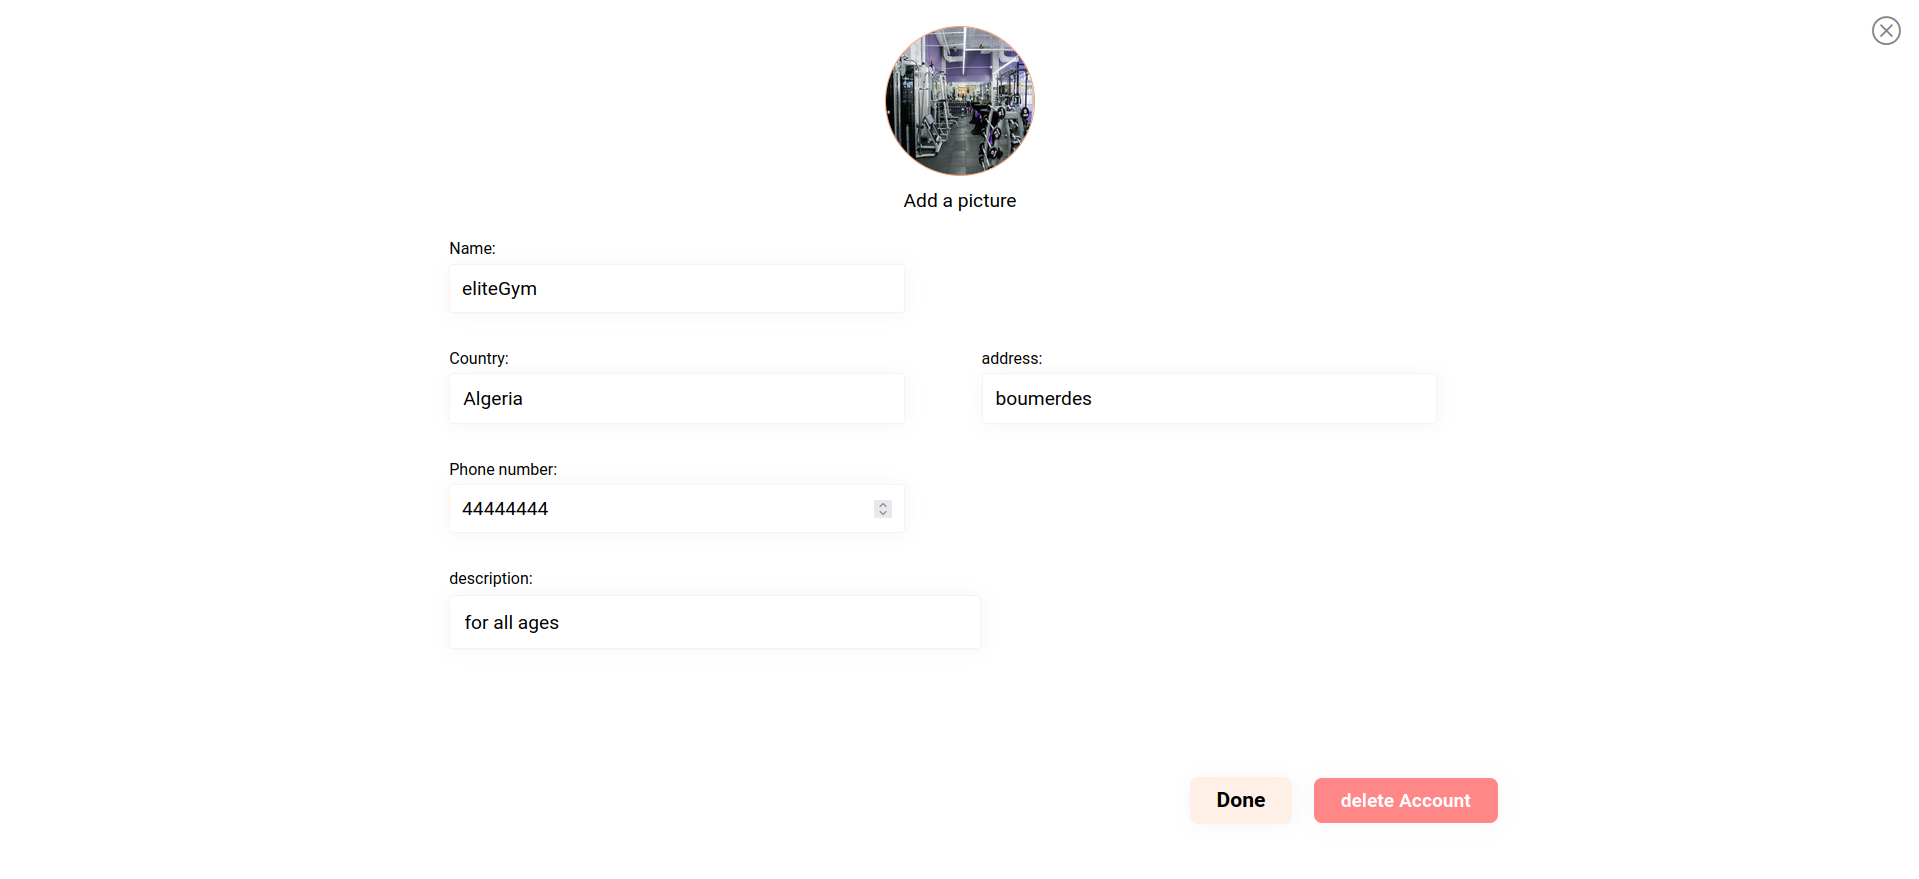 Add a picture
Name:
eliteGym
Country:
address:
Algeria
boumerdes
Phone number:
44444444
description:
for all ages
Done
delete Account